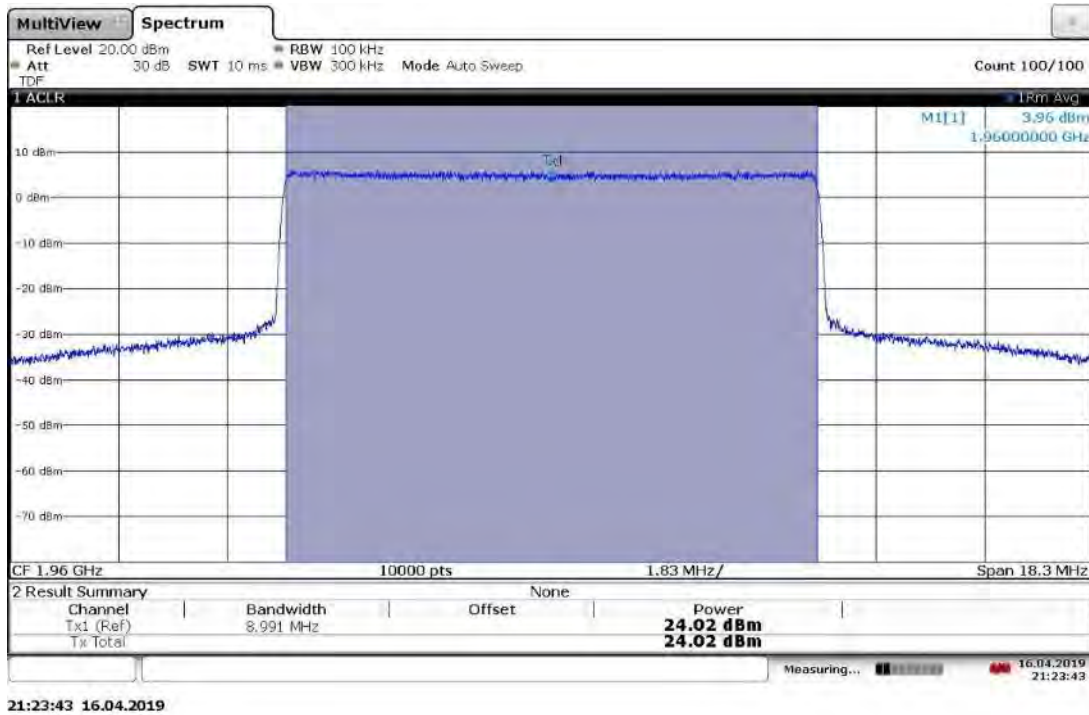 MultiView Spectrum
Ref Level 20.00 dBm RBW 100 kHz
Att 30 dB SWT 10 ms VBW 300 kHz Mode Auto Sweep Count 100/100
TDF
1 ACLR 1Rm Avg
M1[1] 3.96 dBm
1.96000000 GHz
10 dBm
0 dBm
-10 dBm
-20 dBm
-30 dBm
-40 dBm
-50 dBm
-60 dBm
-70 dBm
CF 1.96 GHz 10000 pts 1.83 MHz/ Span 18.3 MHz
2 Result Summary None
Channel Bandwidth Offset Power
Tx1 (Ref) 8.991 MHz 24.02 dBm
Tx Total 24.02 dBm
Measuring... 16.04.2019
21:23:43
21:23:43 16.04.2019